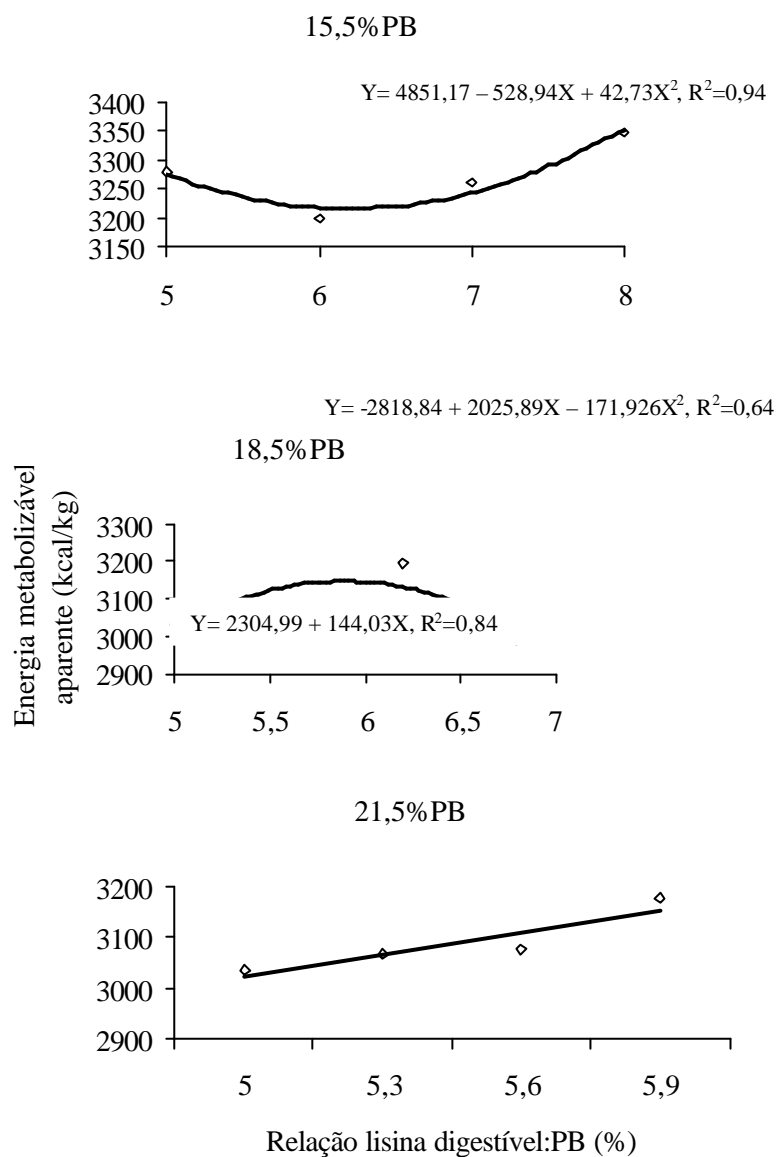 15,5%PB
Y= 4851,17 – 528,94X + 42,73X², R²=0,94
3400
3350
3300
3250
3200
3150
5 6 7 8
Y= -2818,84 + 2025,89X – 171,926X², R²=0,64
18,5%PB
Energia metabolizável
aparente (kcal/kg)
3300
3200
3100
Y= 2304,99 + 144,03X, R²=0,84
3000
2900
5 5,5 6 6,5 7
21,5%PB
3200
3100
3000
2900
5 5,3 5,6 5,9
Relação lisina digestível:PB (%)